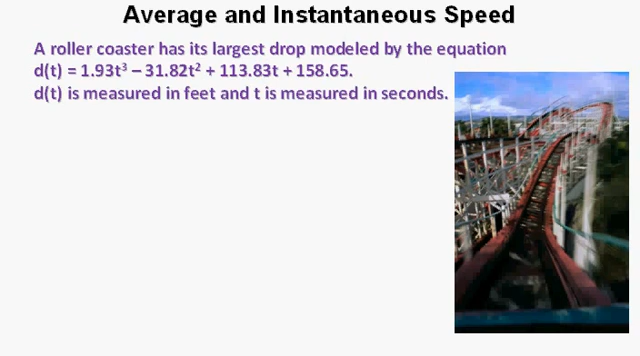 Average and Instantaneous Speed
A roller coaster has its largest drop modeled by the equation
d(t) = 1.93t³ – 31.82t² + 113.83t + 158.65.
d(t) is measured in feet and t is measured in seconds.